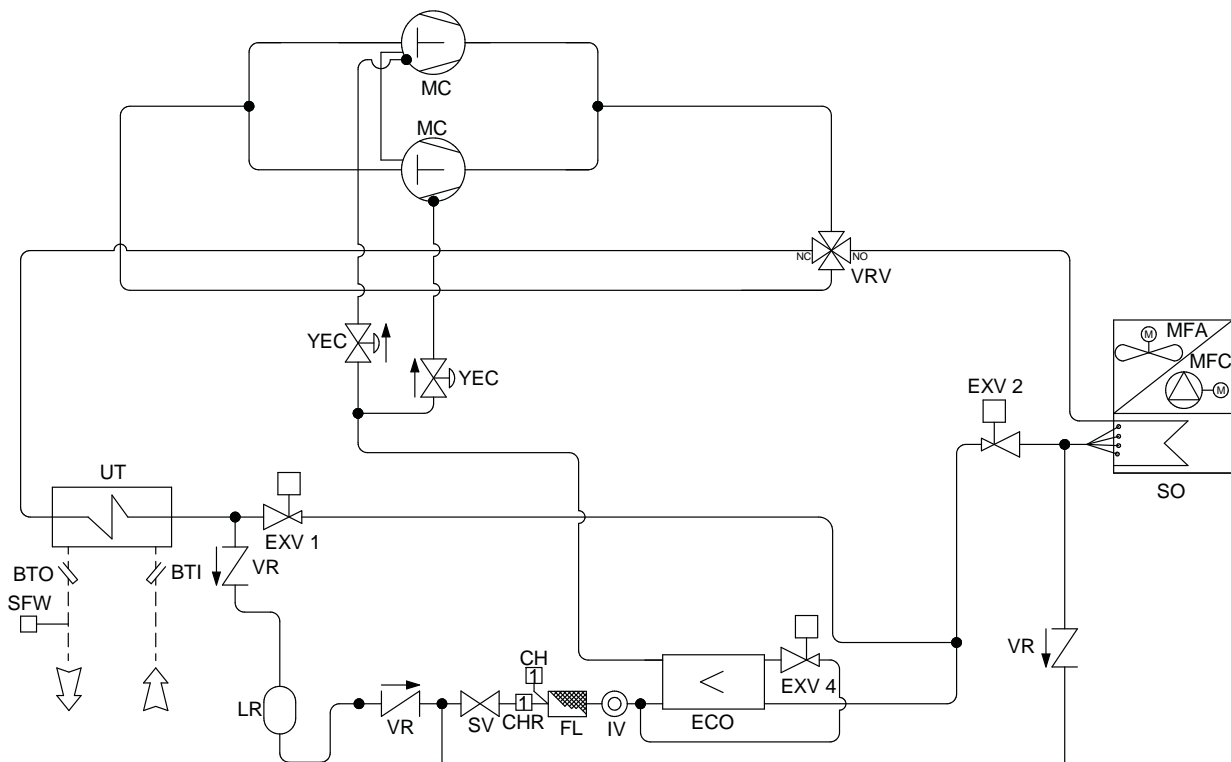 MC
MC
NC
NO
VRV
YEC
YEC
M
MFA
MFC
M
EXV 2
SO
UT
EXV 1
VR
BTO
BTI
SFW
VR
CH
1
EXV 4
LR
VR
SV
1
CHR
FL
IV
ECO